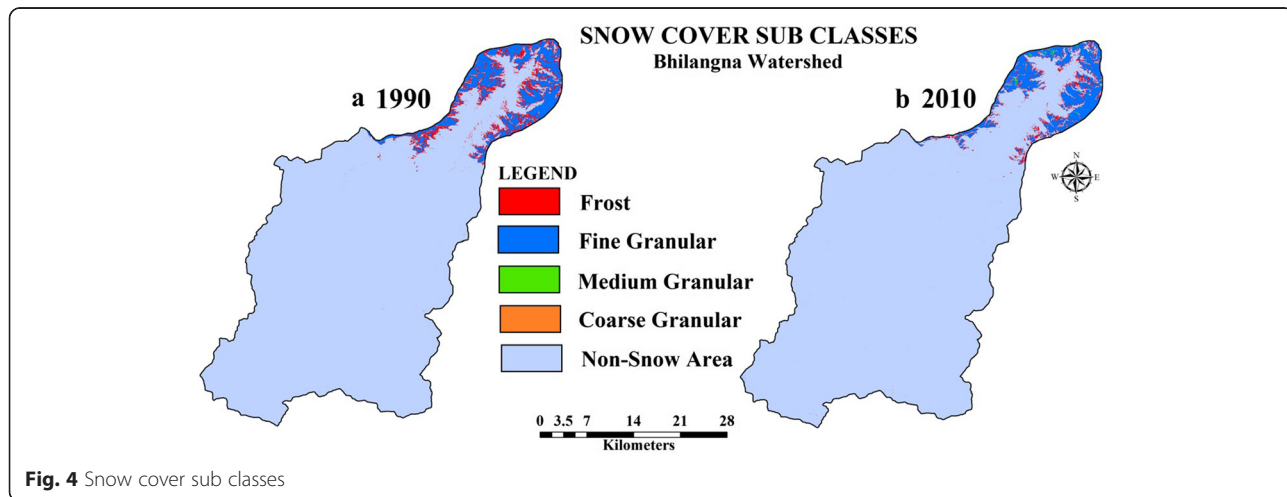 SNOW COVER SUB CLASSES
Bhilangna Watershed
a 1990
b 2010
N
W E
S
LEGEND
Frost
Fine Granular
Medium Granular
Coarse Granular
Non-Snow Area
0 3.5 7 14 21 28
Kilometers
Fig. 4 Snow cover sub classes